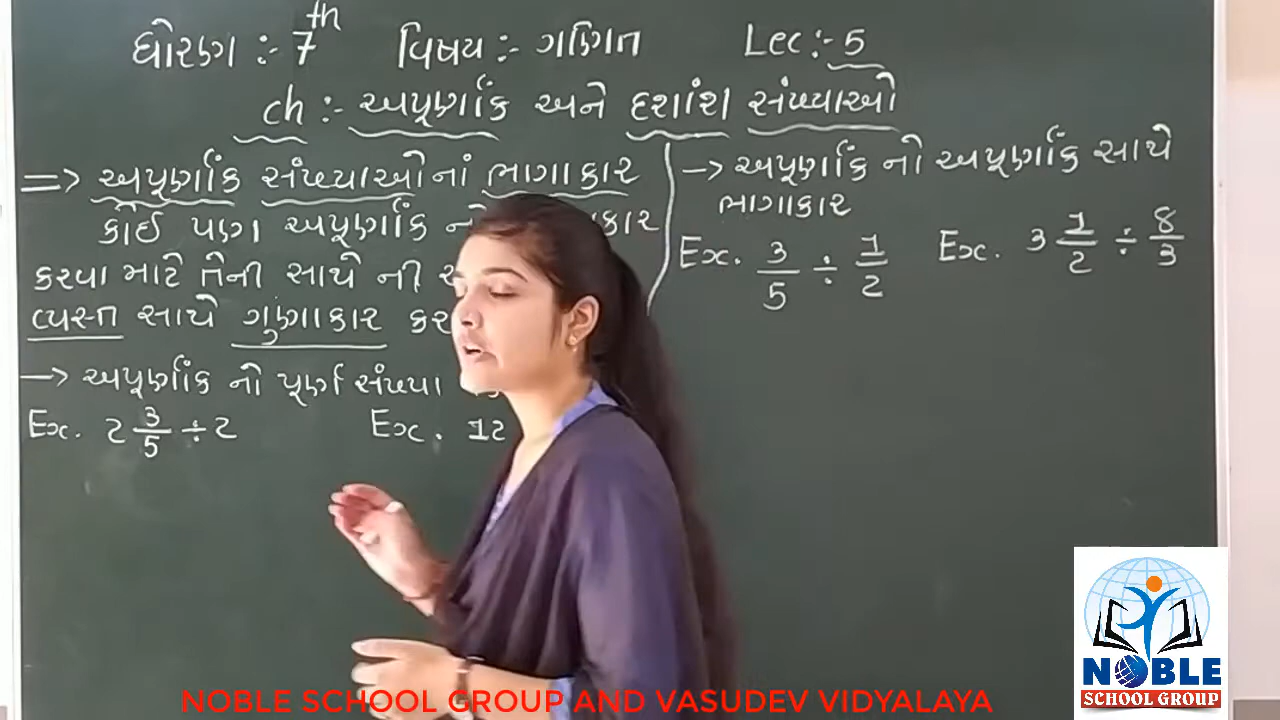 ધોરણ :- 7th વિષય :- ગણિત Lec :- 5
ch :- અપૂર્ણાંક અને દશાંશ સંખ્યાઓ
=> અપૂર્ણાંક સંખ્યાઓનાં ભાગાકાર
કોઈ પણ અપૂર્ણાંક નો કાર
કરવા માટે તેની સાથે ની
વ્યસ્ત સાથે ગુણાકાર કર
—> અપૂર્ણાંક નો પૂર્ણ સંખ્યા
Ex. 2 3/5 ÷ 2 Ex. 12
—> અપૂર્ણાંક નો અપૂર્ણાંક સાથે
ભાગાકાર
Ex. 3/5 ÷ 1/2 Ex. 3 1/2 ÷ 8/3
NOBLE
SCHOOL GROUP
NOBLE SCHOOL GROUP AND VASUDEV VIDYALAYA